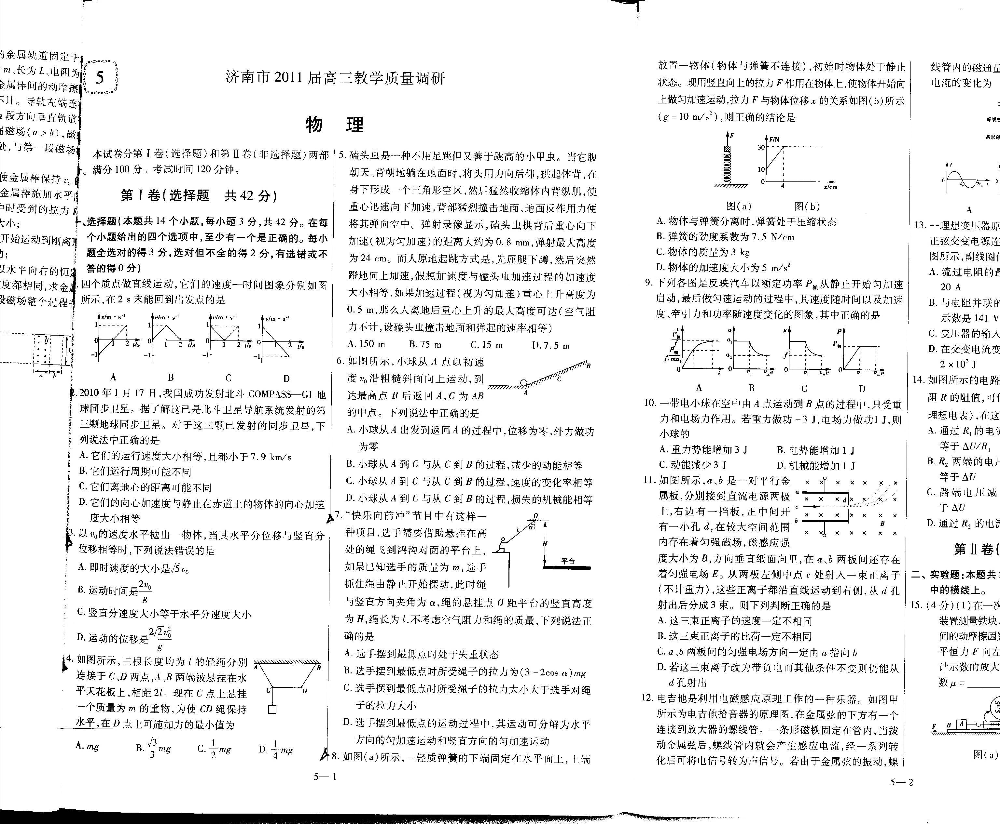 的金属轨道固定于
m、长为 L、电阻为
金属棒间的动摩擦
不计。导轨左端连
段方向垂直轨道
强磁场(a>b),磁
处,与第一段磁场
使金属棒保持 v₀
金属棒施加水平向
中时受到的拉力 F
大小;
开始运动到刚离开
以水平向右的恒定
度都相同,求金属
段磁场整个过程中
b
l
a b
5
济南市 2011 届高三教学质量调研
物 理
本试卷分第Ⅰ卷(选择题)和第Ⅱ卷(非选择题)两部
。满分 100 分。考试时间 120 分钟。
第Ⅰ卷(选择题 共 42 分)
一、选择题(本题共 14 个小题,每小题 3 分,共 42 分。在每
个小题给出的四个选项中,至少有一个是正确的。每小
题全选对的得 3 分,选对但不全的得 2 分,有选错或不
答的得 0 分)
.四个质点做直线运动,它们的速度—时间图象分别如图
所示,在 2 s 末能回到出发点的是
v/m·s⁻¹ v/m·s⁻¹ v/m·s⁻¹ v/m·s⁻¹
1 1 1 1
0 1 2 t/s 0 1 2 t/s 0 1 2 t/s 0 1 2 t/s
-1 -1 -1 -1
A B C D
2. 2010 年 1 月 17 日,我国成功发射北斗 COMPASS—G1 地
球同步卫星。据了解这已是北斗卫星导航系统发射的第
三颗地球同步卫星。对于这三颗已发射的同步卫星,下
列说法中正确的是
A. 它们的运行速度大小相等,且都小于 7.9 km/s
B. 它们运行周期可能不同
C. 它们离地心的距离可能不同
D. 它们的向心加速度与静止在赤道上的物体的向心加速
度大小相等
3. 以 v₀的速度水平抛出一物体,当其水平分位移与竖直分
位移相等时,下列说法错误的是
A. 即时速度的大小是√5v₀
B. 运动时间是2v₀/g
C. 竖直分速度大小等于水平分速度大小
D. 运动的位移是2√2v₀²/g
4. 如图所示,三根长度均为 l 的轻绳分别
连接于 C、D 两点,A、B 两端被悬挂在水
平天花板上,相距 2l。现在 C 点上悬挂
一个质量为 m 的重物,为使 CD 绳保持
水平,在 D 点上可施加力的最小值为
A B
C D
A. mg B. √3/3mg C. 1/2mg D. 1/4mg
5. 磕头虫是一种不用足跳但又善于跳高的小甲虫。当它腹
朝天、背朝地躺在地面时,将头用力向后仰,拱起体背,在
身下形成一个三角形空区,然后猛然收缩体内背纵肌,使
重心迅速向下加速,背部猛烈撞击地面,地面反作用力便
将其弹向空中。弹射录像显示,磕头虫拱背后重心向下
加速(视为匀加速)的距离大约为 0.8 mm,弹射最大高度
为 24 cm。而人原地起跳方式是,先屈腿下蹲,然后突然
蹬地向上加速,假想加速度与磕头虫加速过程的加速度
大小相等,如果加速过程(视为匀加速)重心上升高度为
0.5 m,那么人离地后重心上升的最大高度可达(空气阻
力不计,设磕头虫撞击地面和弹起的速率相等)
A. 150 m B. 75 m C. 15 m D. 7.5 m
6. 如图所示,小球从 A 点以初速
度 v₀沿粗糙斜面向上运动,到
达最高点 B 后返回 A,C 为 AB
的中点。下列说法中正确的是
A C B
A. 小球从 A 出发到返回 A 的过程中,位移为零,外力做功
为零
B. 小球从 A 到 C 与从 C 到 B 的过程,减少的动能相等
C. 小球从 A 到 C 与从 C 到 B 的过程,速度的变化率相等
D. 小球从 A 到 C 与从 C 到 B 的过程,损失的机械能相等
7. “快乐向前冲”节目中有这样一
种项目,选手需要借助悬挂在高
处的绳飞到鸿沟对面的平台上,
如果已知选手的质量为 m,选手
抓住绳由静止开始摆动,此时绳
O
l α
H
平台
与竖直方向夹角为 α,绳的悬挂点 O 距平台的竖直高度
为 H,绳长为 l,不考虑空气阻力和绳的质量,下列说法正
确的是
A. 选手摆到最低点时处于失重状态
B. 选手摆到最低点时所受绳子的拉力为(3-2cos α)mg
C. 选手摆到最低点时所受绳子的拉力大小大于选手对绳
子的拉力大小
D. 选手摆到最低点的运动过程中,其运动可分解为水平
方向的匀加速运动和竖直方向的匀加速运动
8. 如图(a)所示,一轻质弹簧的下端固定在水平面上,上端
5—1
放置一物体(物体与弹簧不连接),初始时物体处于静止
状态。现用竖直向上的拉力 F 作用在物体上,使物体开始向
上做匀加速运动,拉力 F 与物体位移 x 的关系如图(b)所示
(g=10 m/s²),则正确的结论是
F
F/N
30
10
0 4 x/cm
图(a) 图(b)
A. 物体与弹簧分离时,弹簧处于压缩状态
B. 弹簧的劲度系数为 7.5 N/cm
C. 物体的质量为 3 kg
D. 物体的加速度大小为 5 m/s²
9. 下列各图是反映汽车以额定功率 P额从静止开始匀加速
启动,最后做匀速运动的过程中,其速度随时间以及加速
度、牵引力和功率随速度变化的图象,其中正确的是
v a F P
P额/f a₁ P额
P额/f+ma₁ a₂ f
0 t 0 v₁ vₘ v 0 v₁ vₘ v 0 v₁ vₘ v
A B C D
10. 一带电小球在空中由 A 点运动到 B 点的过程中,只受重
力和电场力作用。若重力做功 -3 J,电场力做功1 J,则
小球的
A. 重力势能增加 3 J B. 电势能增加 1 J
C. 动能减少 3 J D. 机械能增加 1 J
11. 如图所示,a、b 是一对平行金
属板,分别接到直流电源两极
上,右边有一挡板,正中间开
有一小孔 d,在较大空间范围
内存在着匀强磁场,磁感应强
a
d
c
b B
度大小为 B,方向垂直纸面向里,在 a、b 两板间还存在
着匀强电场 E。从两板左侧中点 c 处射入一束正离子
(不计重力),这些正离子都沿直线运动到右侧,从 d 孔
射出后分成 3 束。则下列判断正确的是
A. 这三束正离子的速度一定不相同
B. 这三束正离子的比荷一定不相同
C. a、b 两板间的匀强电场方向一定由 a 指向 b
D. 若这三束离子改为带负电而其他条件不变则仍能从
d 孔射出
12. 电吉他是利用电磁感应原理工作的一种乐器。如图甲
所示为电吉他拾音器的原理图,在金属弦的下方有一个
连接到放大器的螺线管。一条形磁铁固定在管内,当拨
动金属弦后,螺线管内就会产生感应电流,经一系列转
化后可将电信号转为声信号。若由于金属弦的振动,螺
5—2
线管内的磁通量
电流的变化为
螺线管
条形磁
I
0 t₀ 2t₀ t 0
A
13. 一理想变压器原
正弦交变电源连
图所示,副线圈仅
A. 流过电阻的最
20 A
B. 与电阻并联的
示数是 141 V
C. 变压器的输入
D. 在交变电流变
2×10³ J
14. 如图所示的电路
阻 R 的阻值,可使
理想电表),在这
A. 通过 R₁ 的电流
等于 ΔU/R₁
B. R₂ 两端的电压
等于 ΔU
C. 路端电压减
于 ΔU
D. 通过 R₂ 的电流
第Ⅱ卷(
二、实验题:本题共
中的横线上。
15. (4 分)(1)在一次
装置测量铁块
间的动摩擦因数
平恒力 F 向左
计示数的放大
数 μ=
F B A
图(a)